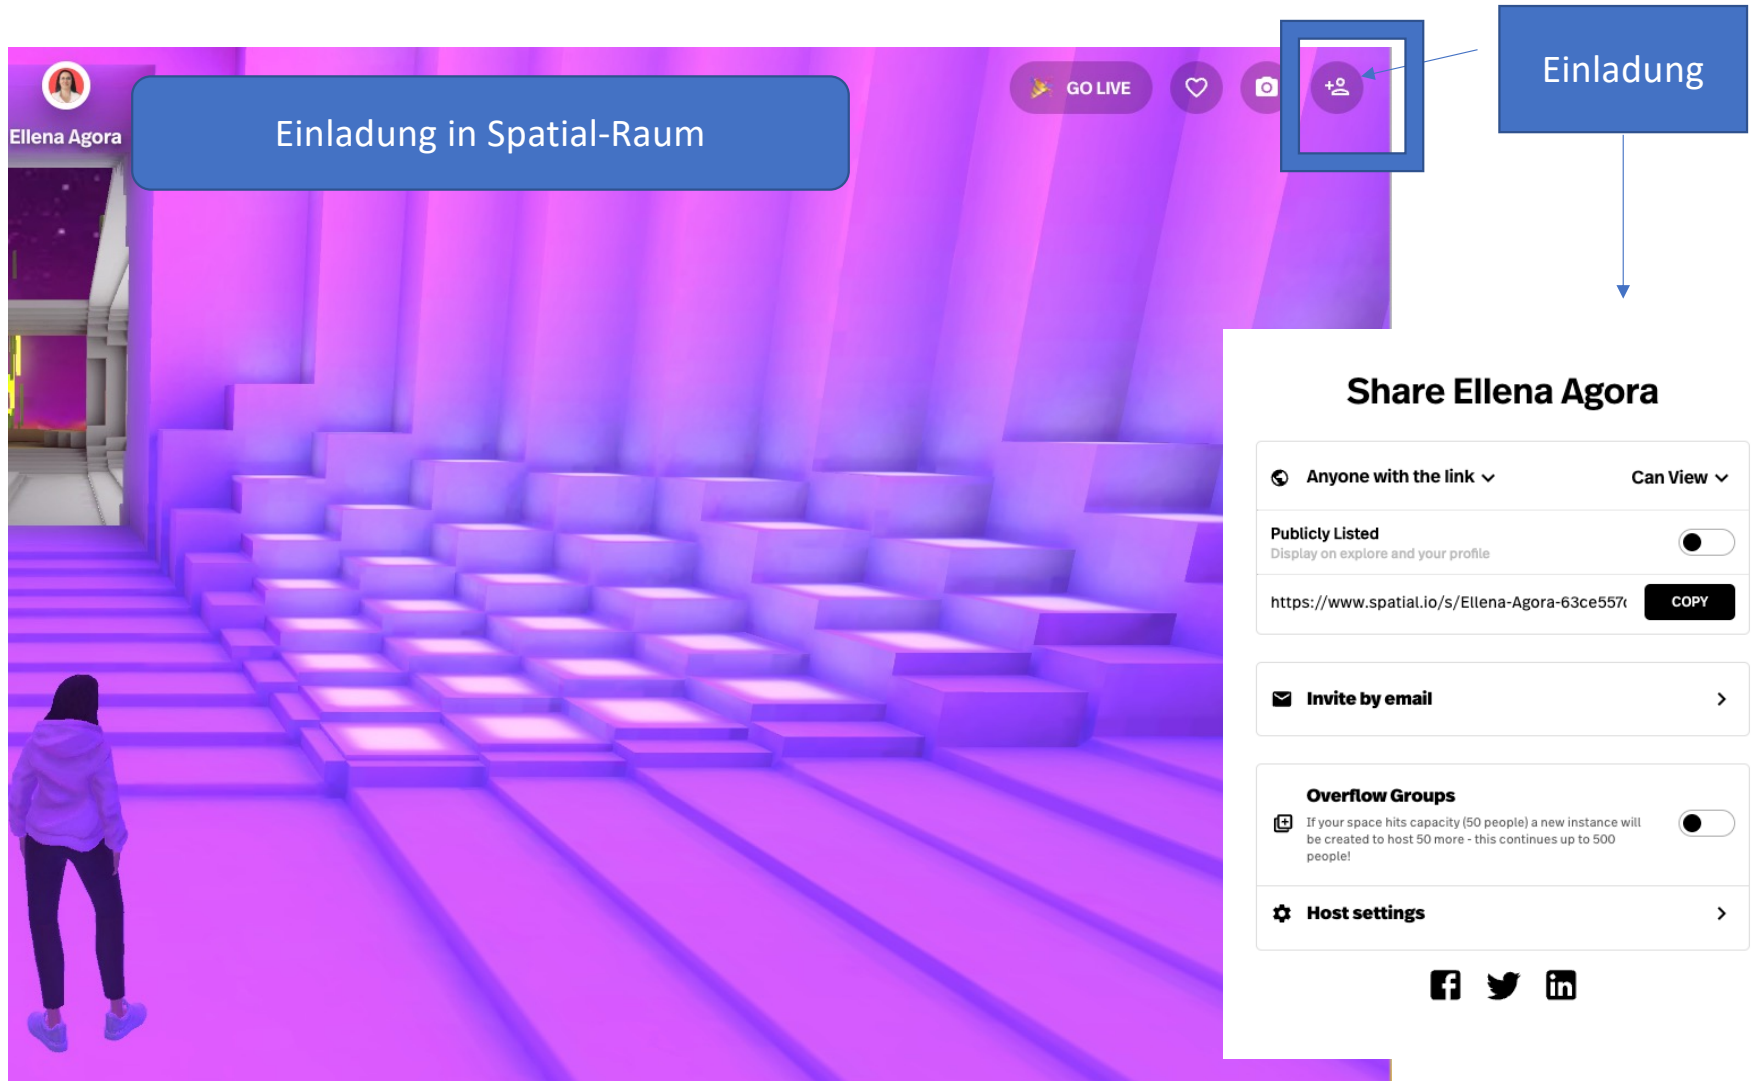 Einladung
GO LIVE
Ellena Agora
Einladung in Spatial-Raum
Share Ellena Agora
Anyone with the link
Can View
Publicly Listed
Display on explore and your profile
https://www.spatial.io/s/Ellena-Agora-63ce557
COPY
Invite by email
Overflow Groups
If your space hits capacity (50 people) a new instance will
be created to host 50 more - this continues up to 500
people!
Host settings